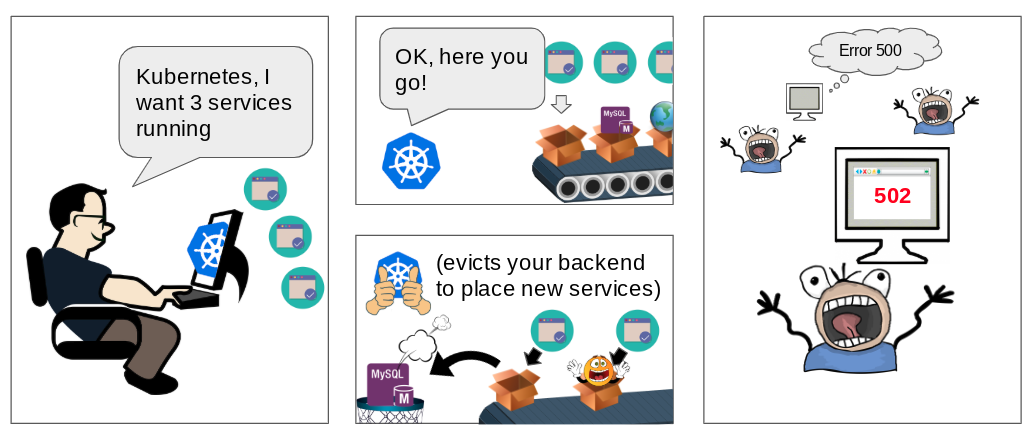 Kubernetes, I
want 3 services
running
OK, here you
go!
MySQL
M
(evicts your backend
to place new services)
MySQL
M
Error 500
502